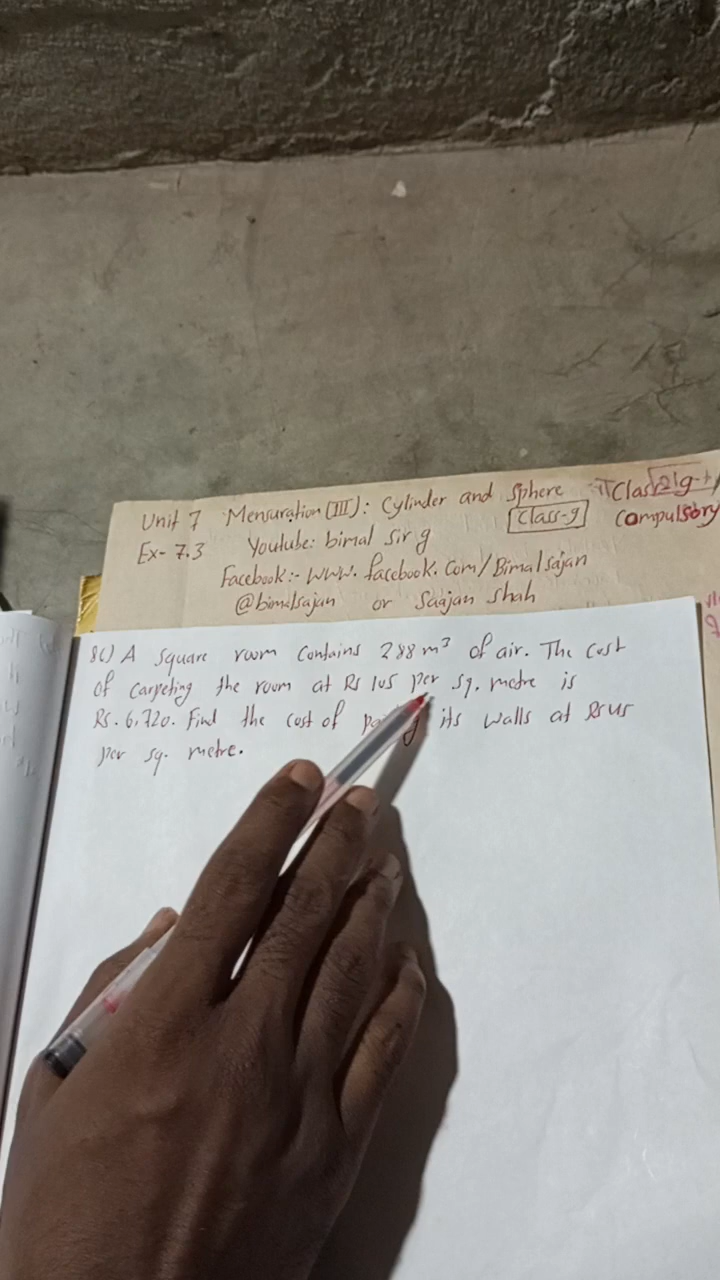 Unit 7 Mensuration (III): Cylinder and Sphere
Ex- 7.3 Youtube: bimal sir g Class-9 Compulsory
Facebook:- WWW. facebook. Com/Bimalsajan
@bimalsajan or Saajan Shah
8c) A Square room contains 288 m³ of air. The Cost
of Carpeting the room at Rs 105 per sq. metre is
Rs. 6,720. Find the cost of its walls at Rs
per sq. metre.